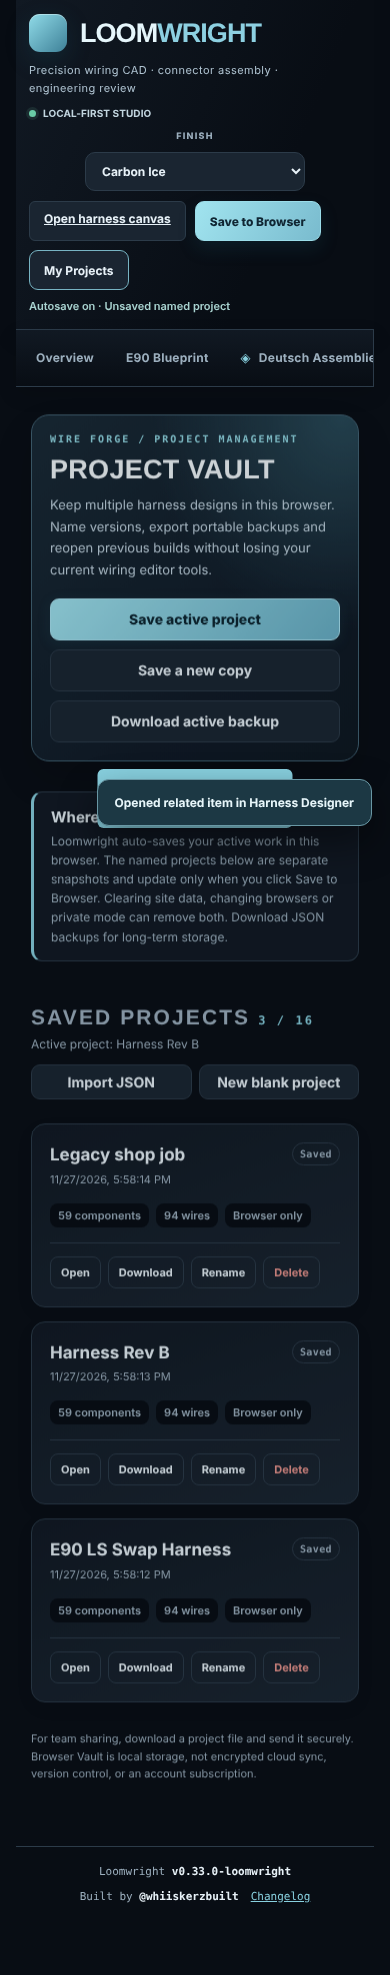 LOOMWRIGHT
Precision wiring CAD · connector assembly ·
engineering review
LOCAL-FIRST STUDIO
FINISH
Carbon Ice
Open harness canvas
Save to Browser
My Projects
Autosave on · Unsaved named project
Overview
E90 Blueprint
◈ Deutsch Assemblie
WIRE FORGE / PROJECT MANAGEMENT
PROJECT VAULT
Keep multiple harness designs in this browser.
Name versions, export portable backups and
reopen previous builds without losing your
current wiring editor tools.
Save active project
Save a new copy
Download active backup
Opened related item in Harness Designer
Where
Loomwright auto-saves your active work in this
browser. The named projects below are separate
snapshots and update only when you click Save to
Browser. Clearing site data, changing browsers or
private mode can remove both. Download JSON
backups for long-term storage.
SAVED PROJECTS 3 / 16
Active project: Harness Rev B
Import JSON
New blank project
Legacy shop job
Saved
11/27/2026, 5:58:14 PM
59 components
94 wires
Browser only
Open
Download
Rename
Delete
Harness Rev B
Saved
11/27/2026, 5:58:13 PM
59 components
94 wires
Browser only
Open
Download
Rename
Delete
E90 LS Swap Harness
Saved
11/27/2026, 5:58:12 PM
59 components
94 wires
Browser only
Open
Download
Rename
Delete
For team sharing, download a project file and send it securely.
Browser Vault is local storage, not encrypted cloud sync,
version control, or an account subscription.
Loomwright v0.33.0-loomwright
Built by @whiiskerzbuilt Changelog